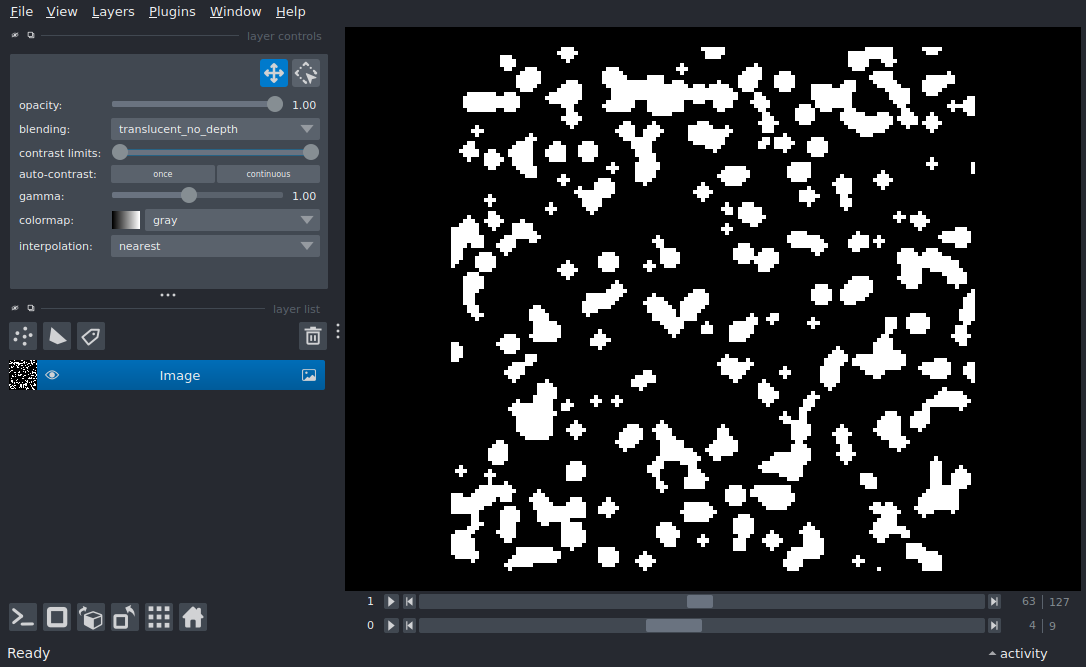 File View Layers Plugins Window Help
layer controls
opacity: 1.00
blending: translucent_no_depth
contrast limits:
auto-contrast: once continuous
gamma: 1.00
colormap: gray
interpolation: nearest
layer list
Image
1 63 127
0 4 9
Ready activity